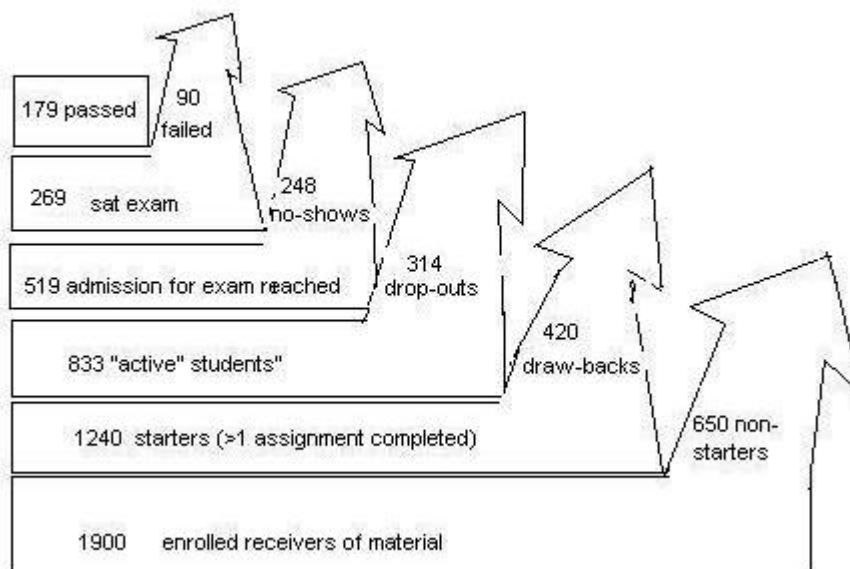 179 passed
90
failed
269 sat exam
248
no-shows
519 admission for exam reached
314
drop-outs
833 "active" students"
420
draw-backs
1240 starters (>1 assignment completed)
650 non-
starters
1900 enrolled receivers of material